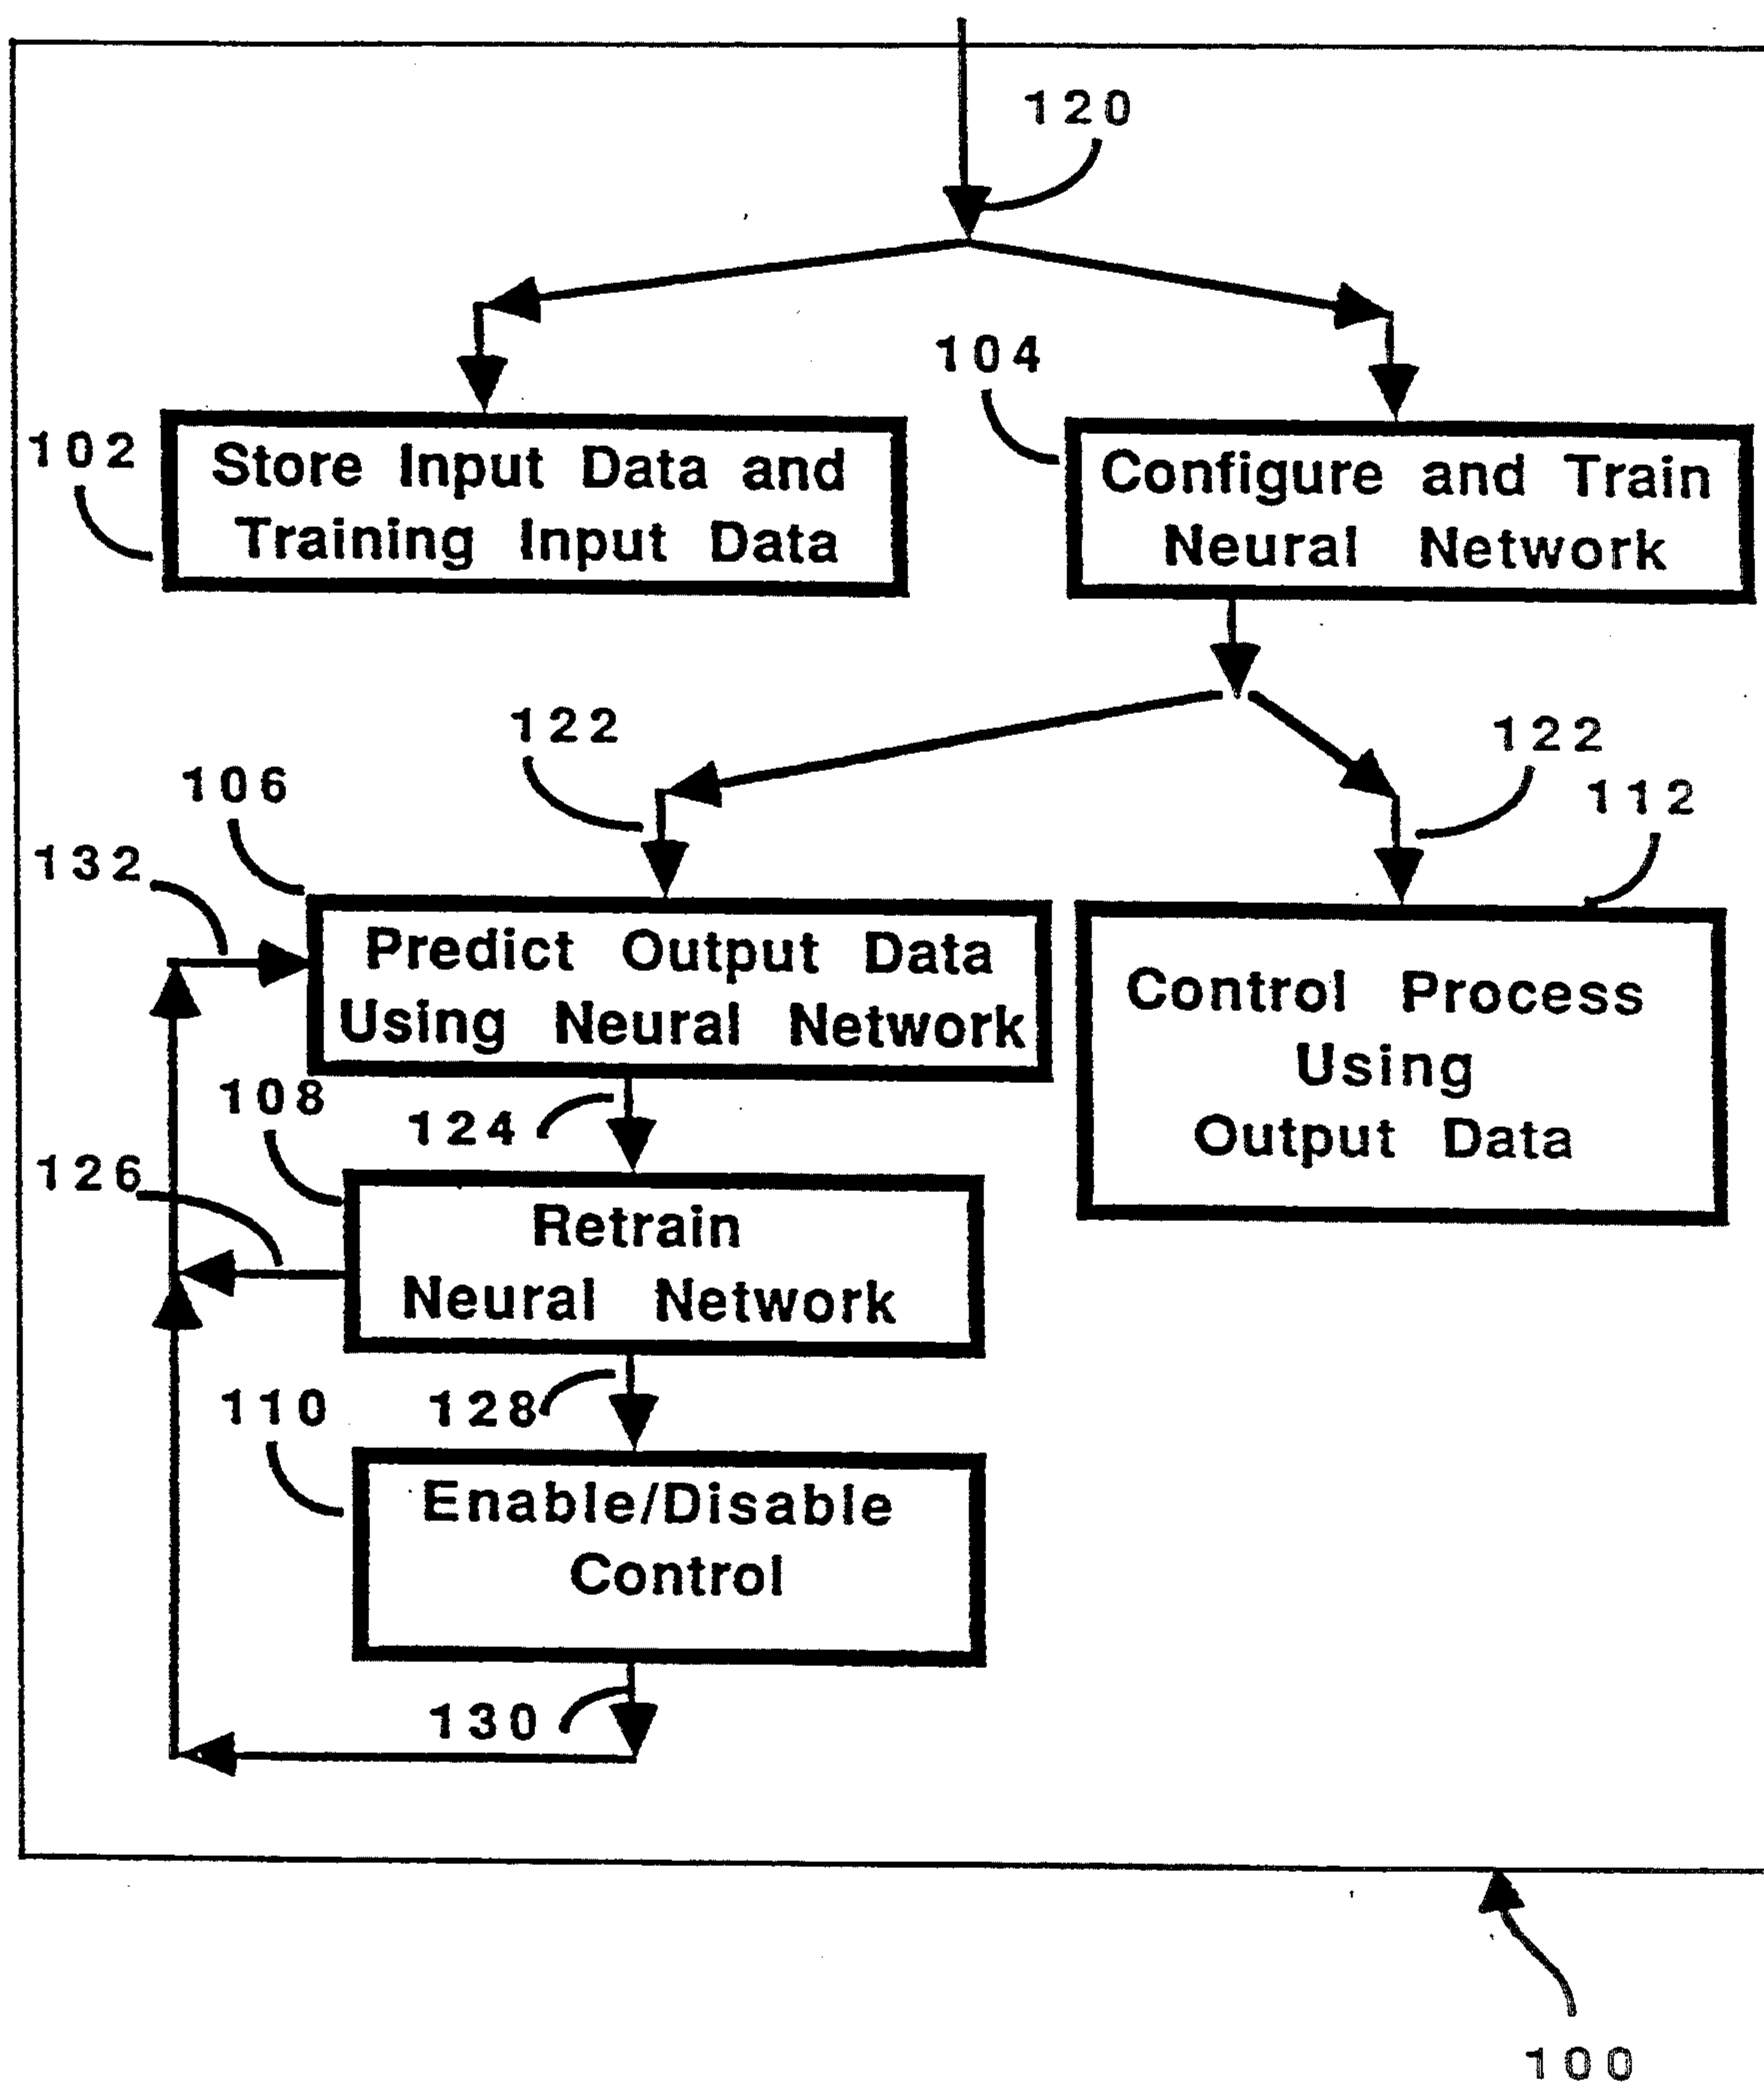 120
104
102
Store Input Data and
Training Input Data
Configure and Train
Neural Network
122
122
106
112
132
Predict Output Data
Using Neural Network
Control Process
Using
Output Data
108
124
126
Retrain
Neural Network
110
128
Enable/Disable
Control
130
100